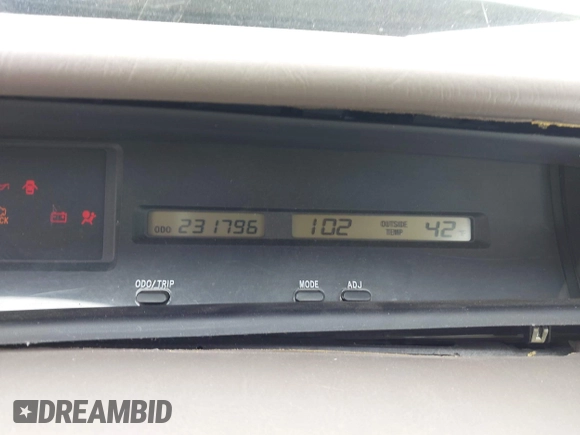 ODO 231796 102 OUTSIDE TEMP 42
ODO/TRIP MODE ADJ
DREAMBID